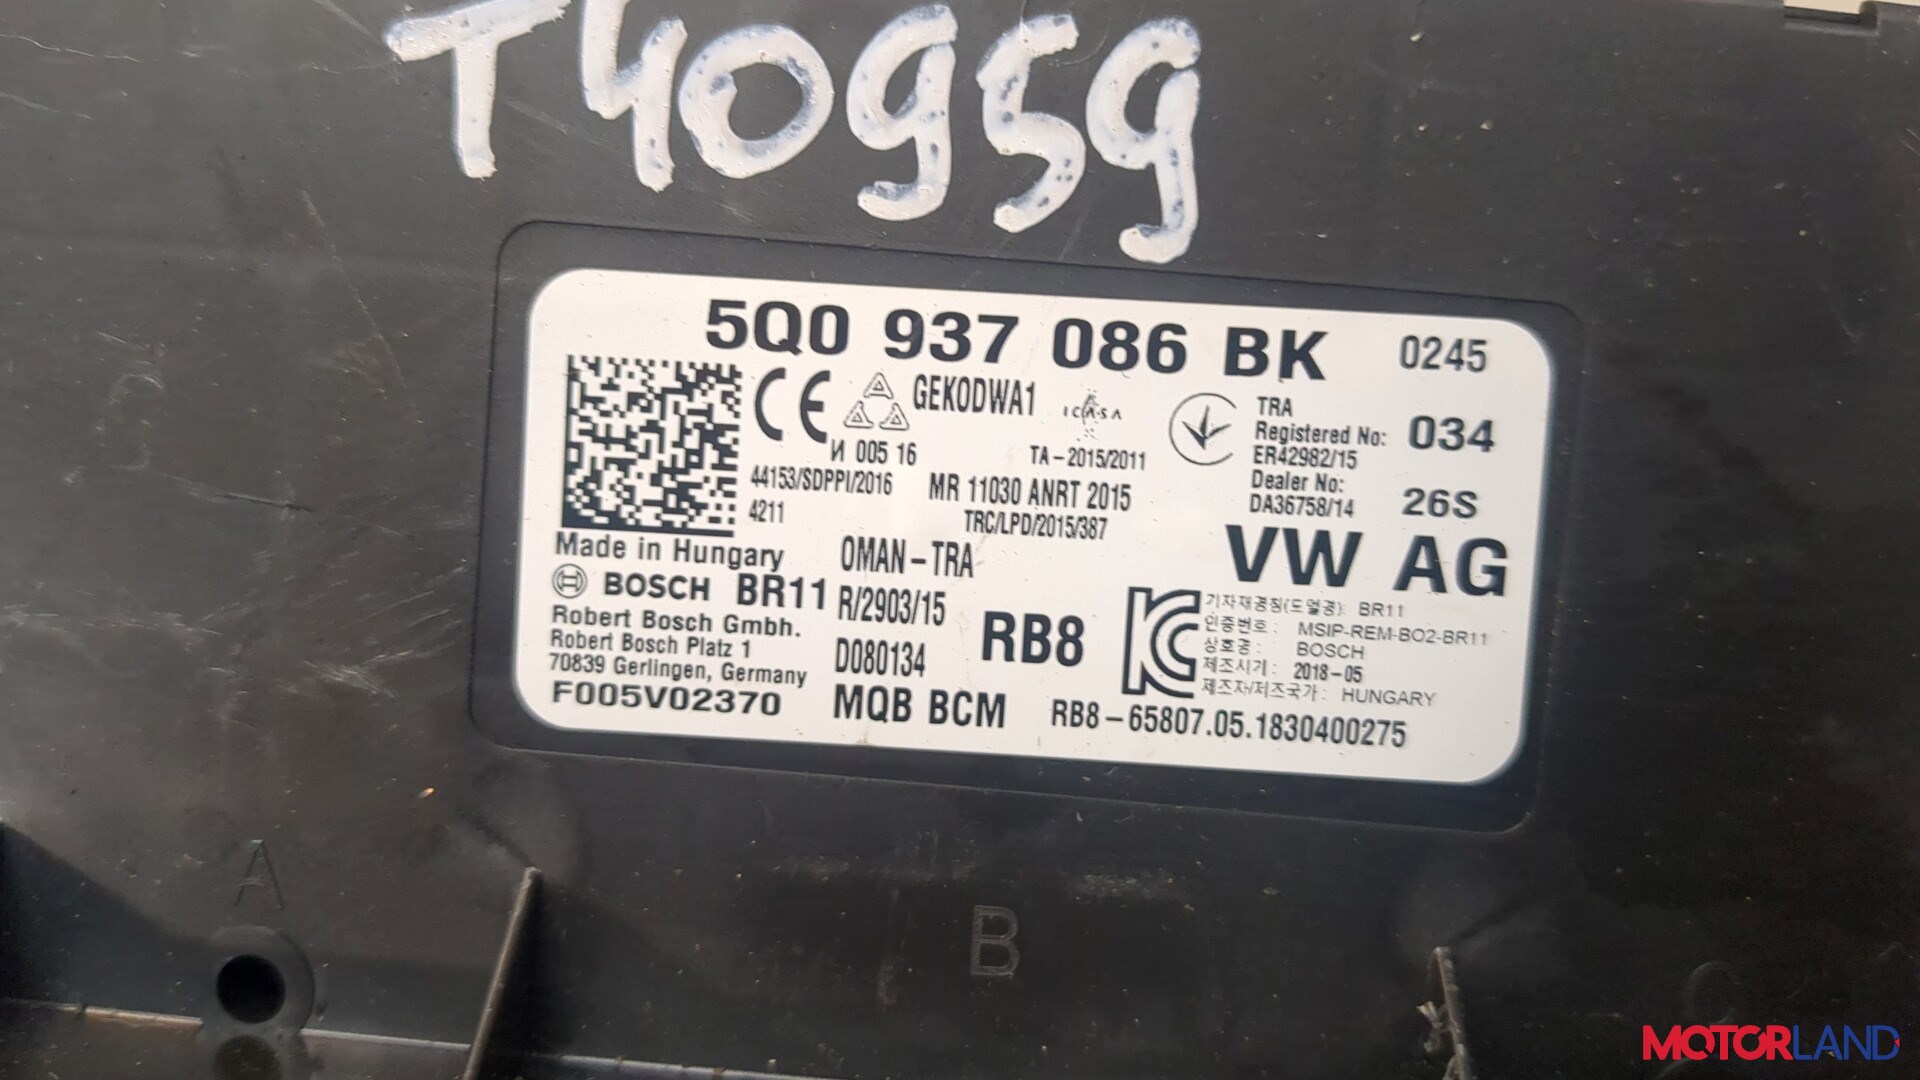 T40959
5Q0 937 086 BK 0245
CE GEKODWA1 ICASA TRA
Registered No: 034
И 005 16 TA-2015/2011 ER42982/15
44153/SDPPI/2016 MR 11030 ANRT 2015 Dealer No:
4211 TRC/LPD/2015/387 DA36758/14 26S
Made in Hungary OMAN-TRA VW AG
BOSCH BR11 R/2903/15
Robert Bosch Gmbh. D080134 RB8
Robert Bosch Platz 1
70839 Gerlingen, Germany
F005V02370 MQB BCM
기자재명칭(모델명): BR11
인증번호: MSIP-REM-BO2-BR11
상호명: BOSCH
제조시기: 2018-05
제조자/제조국가: HUNGARY
RB8-65807.05.1830400275
A
B
C
MOTORLAND